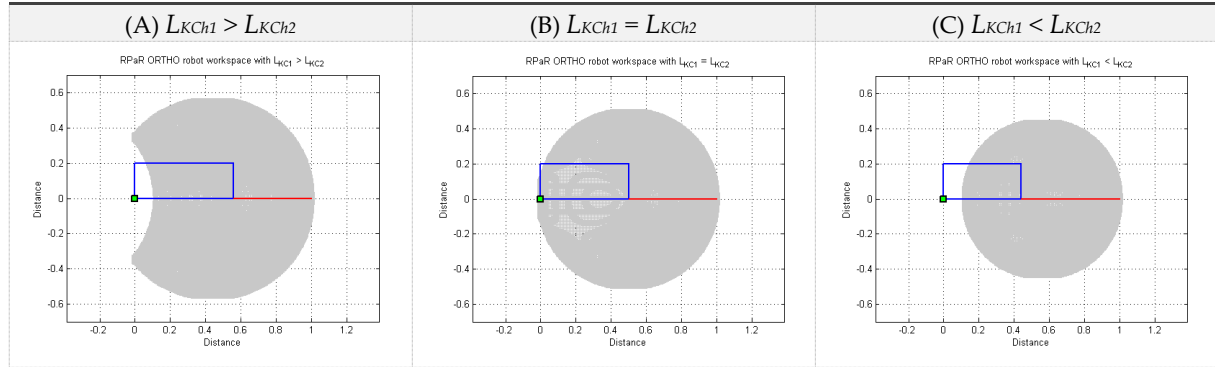 (A) LKCh1 > LKCh2
(B) LKCh1 = LKCh2
(C) LKCh1 < LKCh2
RPaR ORTHO robot workspace with LKC1 > LKC2
0.6
0.4
0.2
0
-0.2
-0.4
-0.6
Distance
-0.2 0 0.2 0.4 0.6 0.8 1 1.2
Distance
RPaR ORTHO robot workspace with LKC1 = LKC2
0.6
0.4
0.2
0
-0.2
-0.4
-0.6
Distance
-0.2 0 0.2 0.4 0.6 0.8 1 1.2
Distance
RPaR ORTHO robot workspace with LKC1 < LKC2
0.6
0.4
0.2
0
-0.2
-0.4
-0.6
Distance
-0.2 0 0.2 0.4 0.6 0.8 1 1.2
Distance